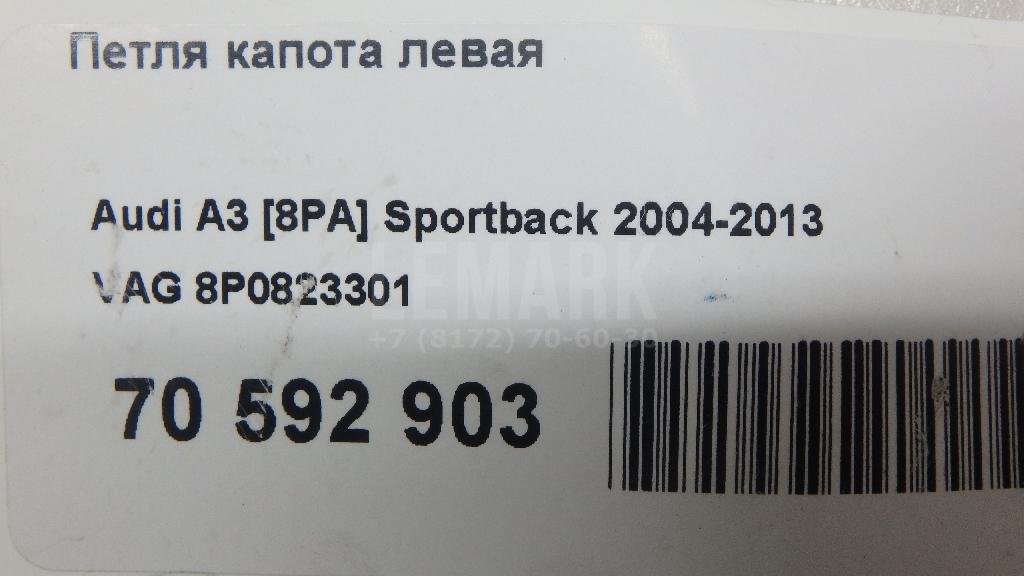 Петля капота левая
Audi A3 [8PA] Sportback 2004-2013
VAG 8P0823301
LEMARK
+7 (8172) 70-60-30
70 592 903